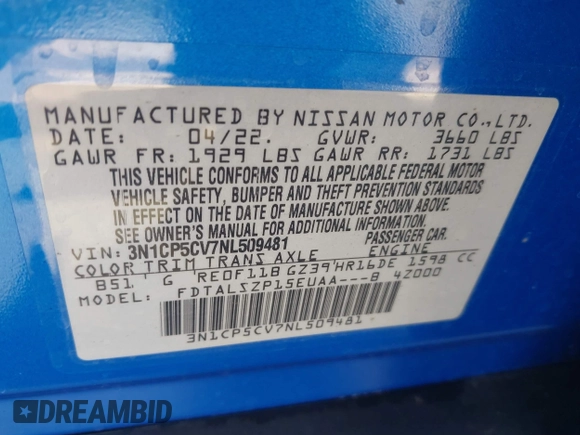 MANUFACTURED BY NISSAN MOTOR CO.,LTD.
DATE: 04/22. GVWR: 3660 LBS
GAWR FR: 1929 LBS GAWR RR: 1731 LBS
THIS VEHICLE CONFORMS TO ALL APPLICABLE FEDERAL MOTOR
VEHICLE SAFETY, BUMPER AND THEFT PREVENTION STANDARDS
IN EFFECT ON THE DATE OF MANUFACTURE SHOWN ABOVE.
SEE OWNER'S MANUAL FOR ADDITIONAL INFORMATION.
VIN: 3N1CP5CV7NL509481 PASSENGER CAR.
COLOR TRIM TRANS AXLE ENGINE
B51 G RE0F11B GZ39 HR16DE 1598 CC
MODEL: FDTALSZP15EUAA---B 4Z000
3N1CP5CV7NL509481
DREAMBID